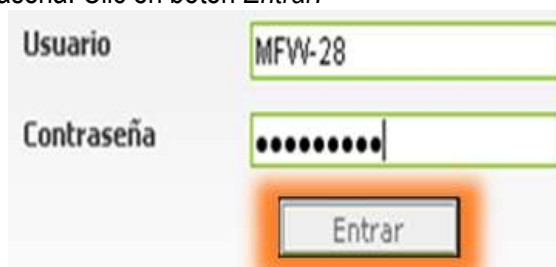 Clic en botón Entrar.
Usuario
MFW-28
Contraseña
•••••••••
Entrar